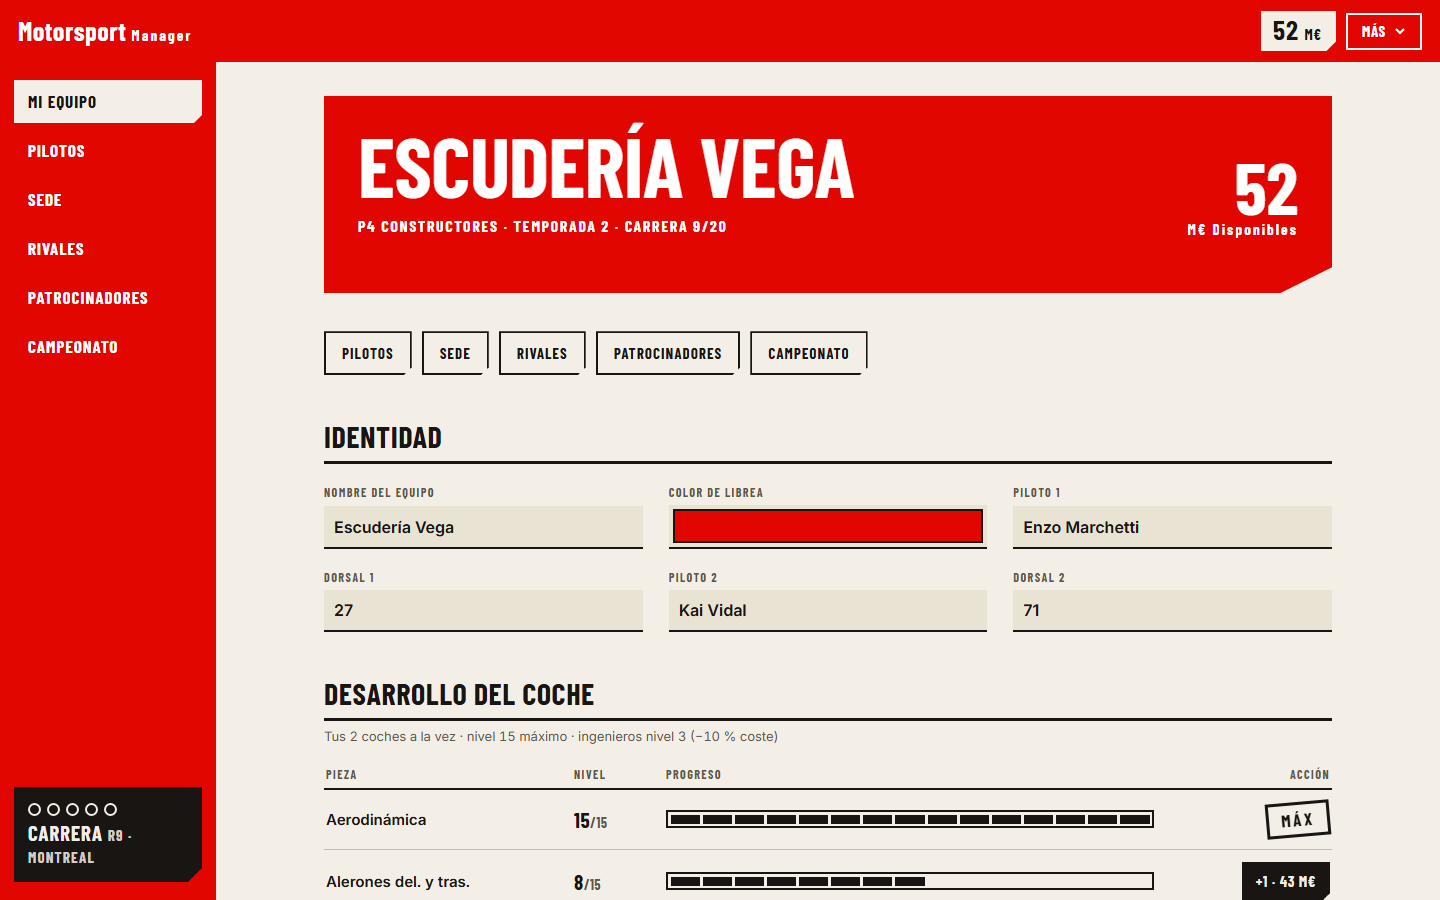 Motorsport Manager
52 M€
MÁS
MI EQUIPO
PILOTOS
SEDE
RIVALES
PATROCINADORES
CAMPEONATO
CARRERA R9 ·
MONTREAL
ESCUDERÍA VEGA
P4 CONSTRUCTORES · TEMPORADA 2 · CARRERA 9/20
52
M€ Disponibles
PILOTOS
SEDE
RIVALES
PATROCINADORES
CAMPEONATO
IDENTIDAD
NOMBRE DEL EQUIPO
COLOR DE LIBREA
PILOTO 1
Escudería Vega
Enzo Marchetti
DORSAL 1
PILOTO 2
DORSAL 2
27
Kai Vidal
71
DESARROLLO DEL COCHE
Tus 2 coches a la vez · nivel 15 máximo · ingenieros nivel 3 (−10 % coste)
PIEZA
NIVEL
PROGRESO
ACCIÓN
Aerodinámica
15/15
MÁX
Alerones del. y tras.
8/15
+1 · 43 M€